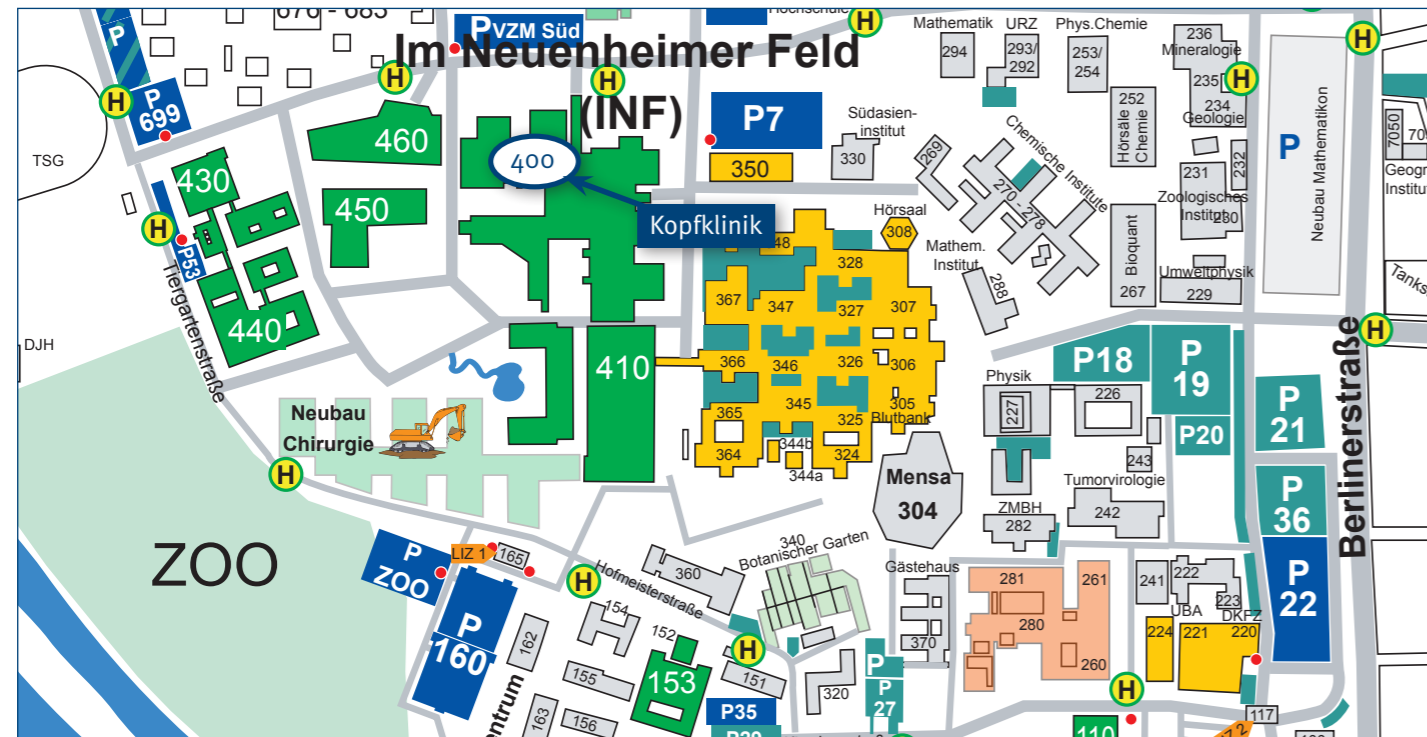 676 - 685
P
VZM Süd
Im Neuenheimer Feld
(INF)
H
H
H
H
P
P
699
TSG
430
460
450
440
400
Kopfklinik
P7
350
Südasien-
institut
330
Mathematik
294
URZ
293/
292
Phys.Chemie
253/
254
236
Mineralogie
235
H
234
Geologie
H
252
Hörsäle
Chemie
Chemische Institute
270 - 278
269
232
231
Zoologisches
Institut
230
P
Neubau Mathematikon
7050
70
Geogr
Institu
Hörsaal
308
Mathem.
Institut
288
Bioquant
267
Umweltphysik
229
Tanks
H
P53
Tiergartenstraße
DJH
48
328
367
347
327
307
366
346
326
306
365
345
325
305
Blutbank
364
344b
344a
324
410
Neubau
Chirurgie
H
Physik
227
226
P18
P
19
P20
P
21
H
Berlinerstraße
P
36
P
22
243
Tumorvirologie
242
ZMBH
282
Mensa
304
ZOO
P
ZOO
LIZ 1
165
H
Hofmeisterstraße
360
340
Botanischer Garten
Gästehaus
370
281
261
280
260
241
222
223
UBA
DKFZ
224
221
220
P
160
162
154
152
153
155
151
H
163
156
entrum
320
P
P
27
P35
H
117
110